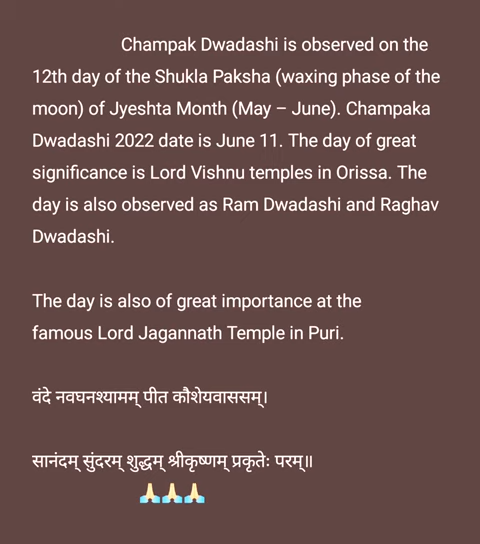 Champak Dwadashi is observed on the
12th day of the Shukla Paksha (waxing phase of the
moon) of Jyeshta Month (May – June). Champaka
Dwadashi 2022 date is June 11. The day of great
significance is Lord Vishnu temples in Orissa. The
day is also observed as Ram Dwadashi and Raghav
Dwadashi.
The day is also of great importance at the
famous Lord Jagannath Temple in Puri.
वंदे नवघनश्यामम् पीत कौशेयवाससम्।
सानंदम् सुंदरम् शुद्धम् श्रीकृष्णम् प्रकृतेः परम्॥
🙏🙏🙏